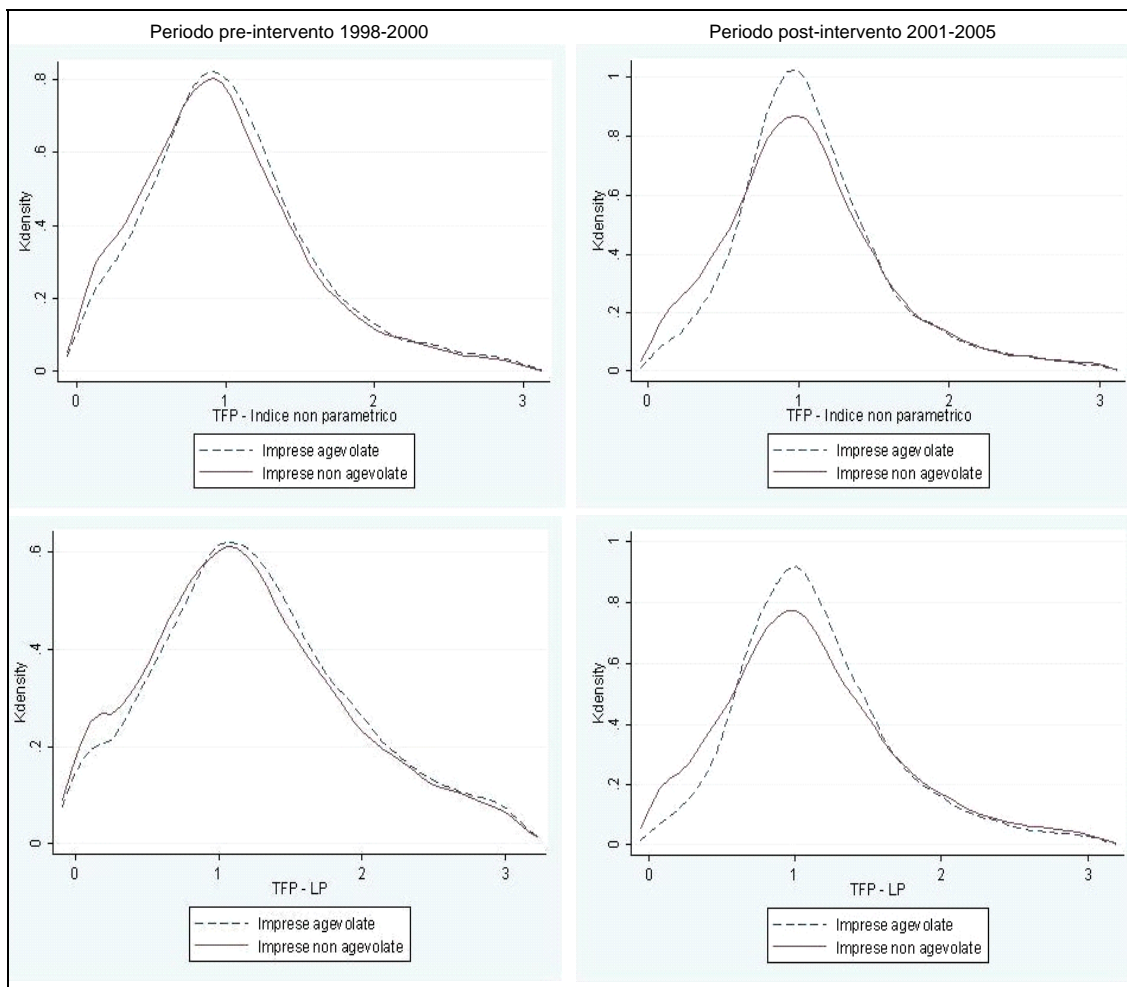 Periodo pre-intervento 1998-2000
Periodo post-intervento 2001-2005
Kdensity
0 .2 .4 .6 .8
0 1 2 3
TFP - Indice non parametrico
Imprese agevolate
Imprese non agevolate
Kdensity
0 .2 .4 .6 .8 1
0 1 2 3
TFP - Indice non parametrico
Imprese agevolate
Imprese non agevolate
Kdensity
0 .2 .4 .6
0 1 2 3
TFP - LP
Imprese agevolate
Imprese non agevolate
Kdensity
0 .2 .4 .6 .8 1
0 1 2 3
TFP - LP
Imprese agevolate
Imprese non agevolate